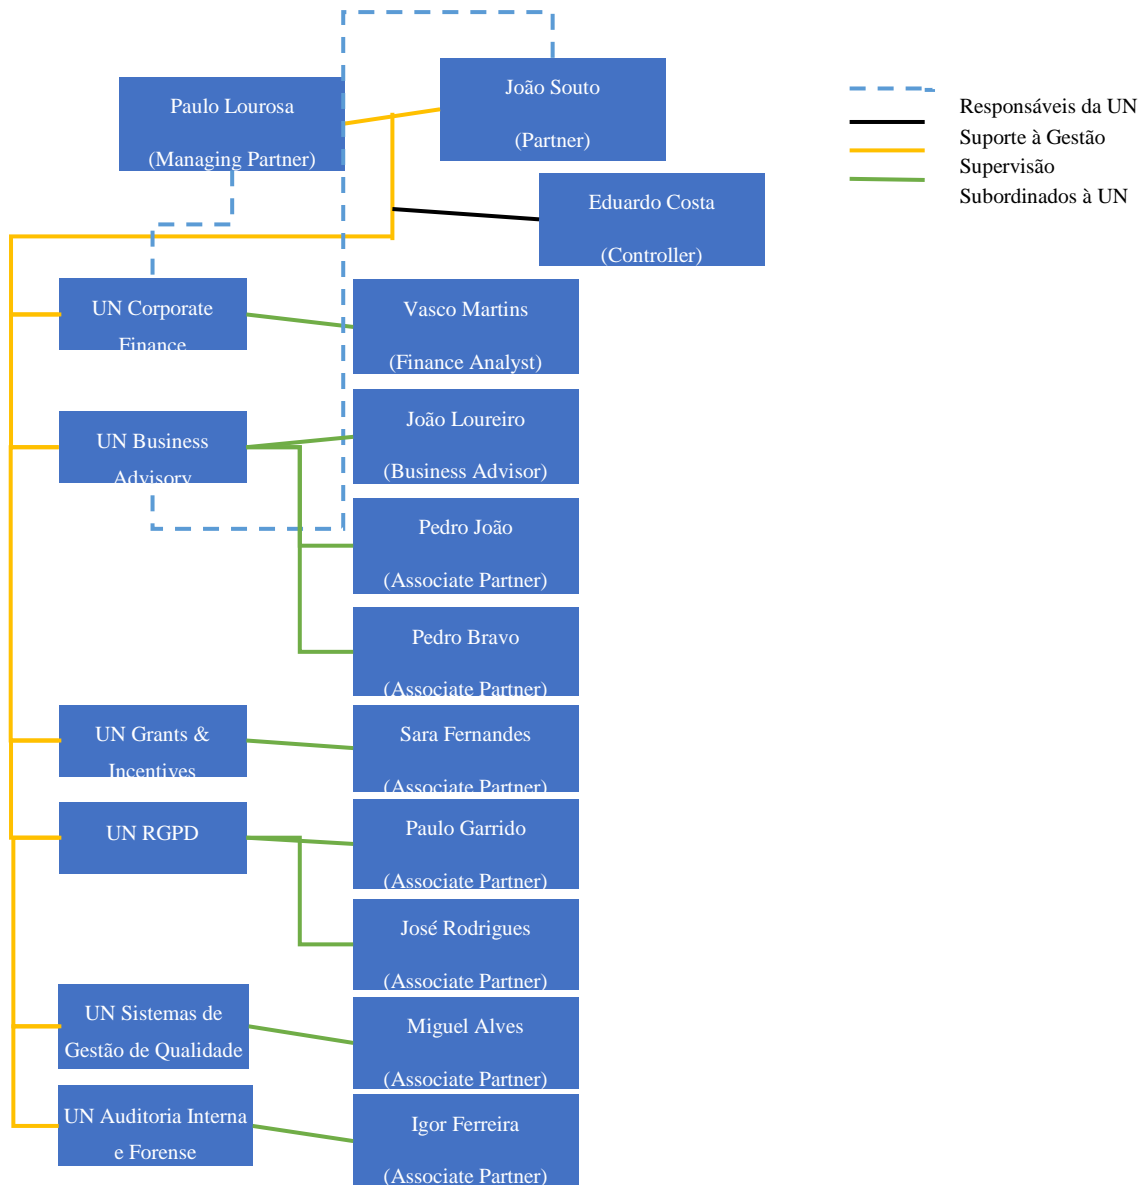 João Souto
(Partner)
Paulo Lourosa
(Managing Partner)
Responsáveis da UN
Suporte à Gestão
Supervisão
Subordinados à UN
Eduardo Costa
(Controller)
UN Corporate
Finance
Vasco Martins
(Finance Analyst)
UN Business
Advisory
João Loureiro
(Business Advisor)
Pedro João
(Associate Partner)
Pedro Bravo
(Associate Partner)
UN Grants &
Incentives
Sara Fernandes
(Associate Partner)
UN RGPD
Paulo Garrido
(Associate Partner)
José Rodrigues
(Associate Partner)
UN Sistemas de
Gestão de Qualidade
Miguel Alves
(Associate Partner)
UN Auditoria Interna
e Forense
Igor Ferreira
(Associate Partner)